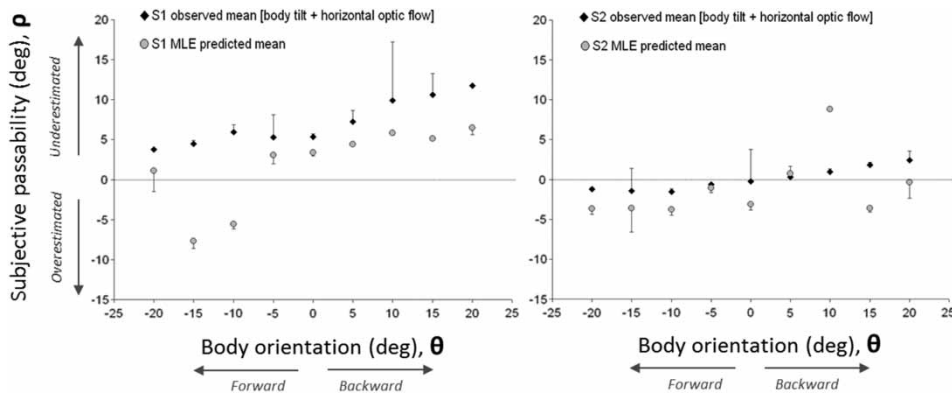 Subjective passability (deg), ρ
Underestimated
Overestimated
◆ S1 observed mean [body tilt + horizontal optic flow]
S1 MLE predicted mean
20
15
10
5
0
-5
-10
-15
-25 -20 -15 -10 -5 0 5 10 15 20 25
Body orientation (deg), θ
Forward Backward
◆ S2 observed mean [body tilt + horizontal optic flow]
S2 MLE predicted mean
20
15
10
5
0
-5
-10
-15
-25 -20 -15 -10 -5 0 5 10 15 20 25
Body orientation (deg), θ
Forward Backward